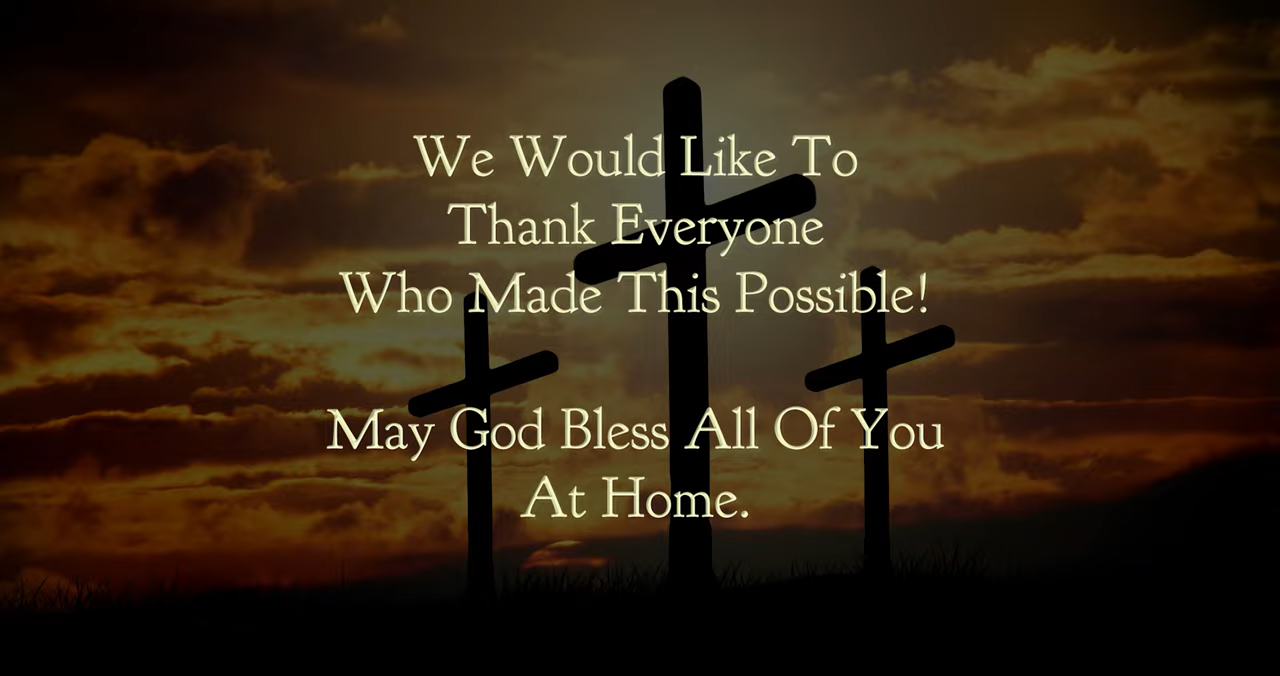 We Would Like To
Thank Everyone
Who Made This Possible!
May God Bless All Of You
At Home.